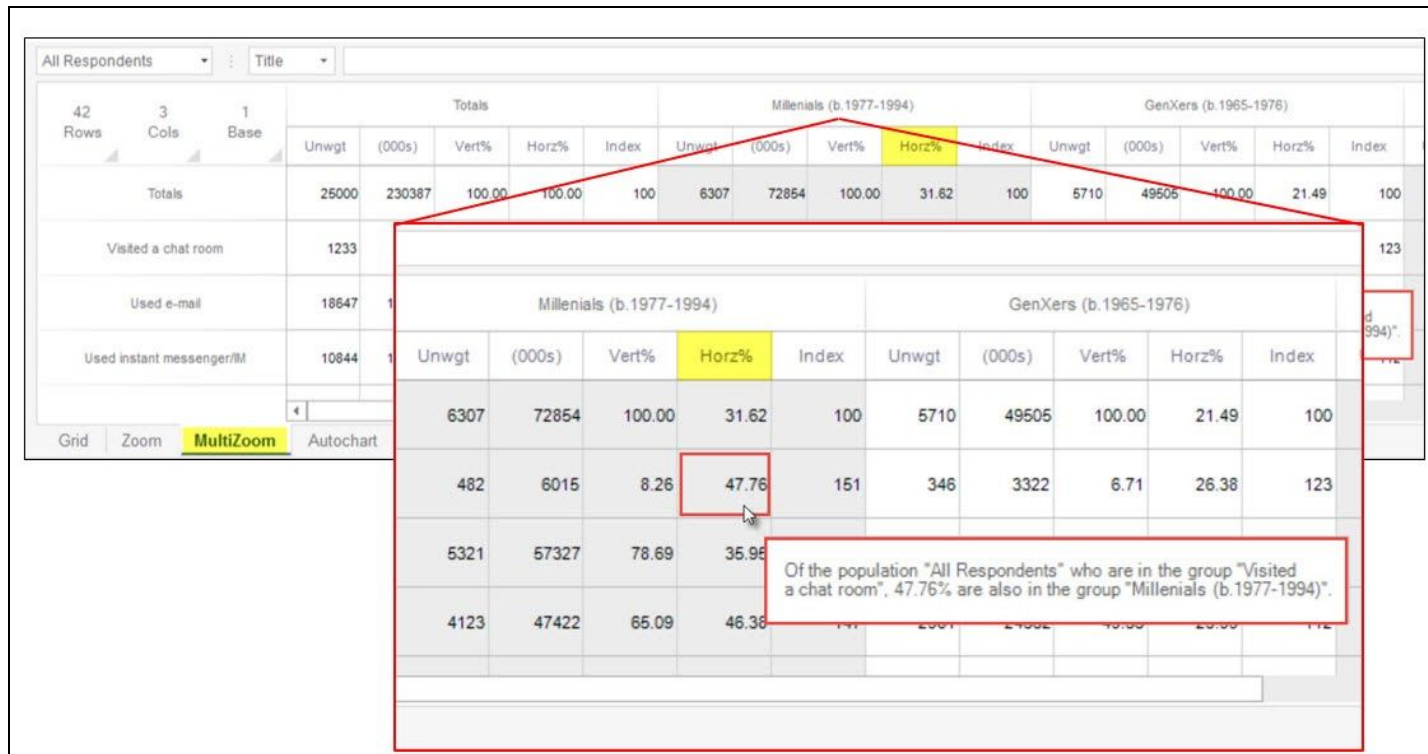 All Respondents Title
42 3 1
Rows Cols Base
Totals Millenials (b.1977-1994) GenXers (b.1965-1976)
Unwgt (000s) Vert% Horz% Index Unwgt (000s) Vert% Horz% Index Unwgt (000s) Vert% Horz% Index
Totals 25000 230387 100.00 100.00 100 6307 72854 100.00 31.62 100 5710 49505 100.00 21.49 100
Visited a chat room 1233 123
Used e-mail 18647 1
Used instant messenger/IM 10844 1
Grid Zoom MultiZoom Autochart
d
994)".
Millenials (b.1977-1994) GenXers (b.1965-1976)
Unwgt (000s) Vert% Horz% Index Unwgt (000s) Vert% Horz% Index
6307 72854 100.00 31.62 100 5710 49505 100.00 21.49 100
482 6015 8.26 47.76 151 346 3322 6.71 26.38 123
5321 57327 78.69 35.95
4123 47422 65.09 46.38
Of the population "All Respondents" who are in the group "Visited
a chat room", 47.76% are also in the group "Millenials (b.1977-1994)".